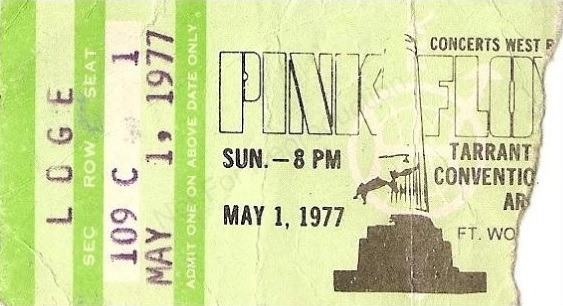 LOGE
SEC ROW SEAT
109 C 1
MAY 1, 1977
ADMIT ONE ON ABOVE DATE ONLY
CONCERTS WEST P
PINK FLO
SUN. – 8 PM
TARRANT
CONVENTIO
AR
MAY 1, 1977
FT. WO